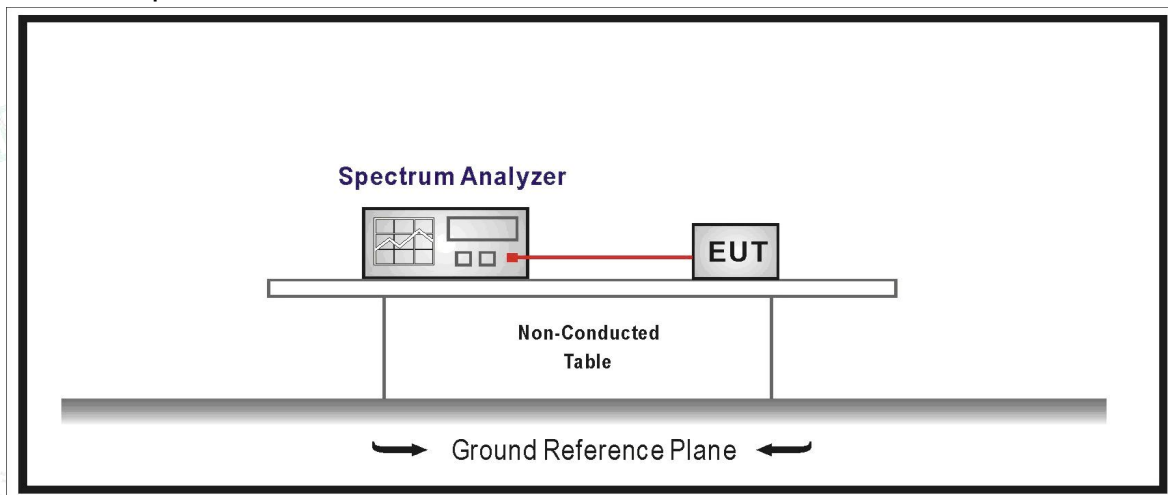 Spectrum Analyzer
EUT
Non-Conducted
Table
Ground Reference Plane